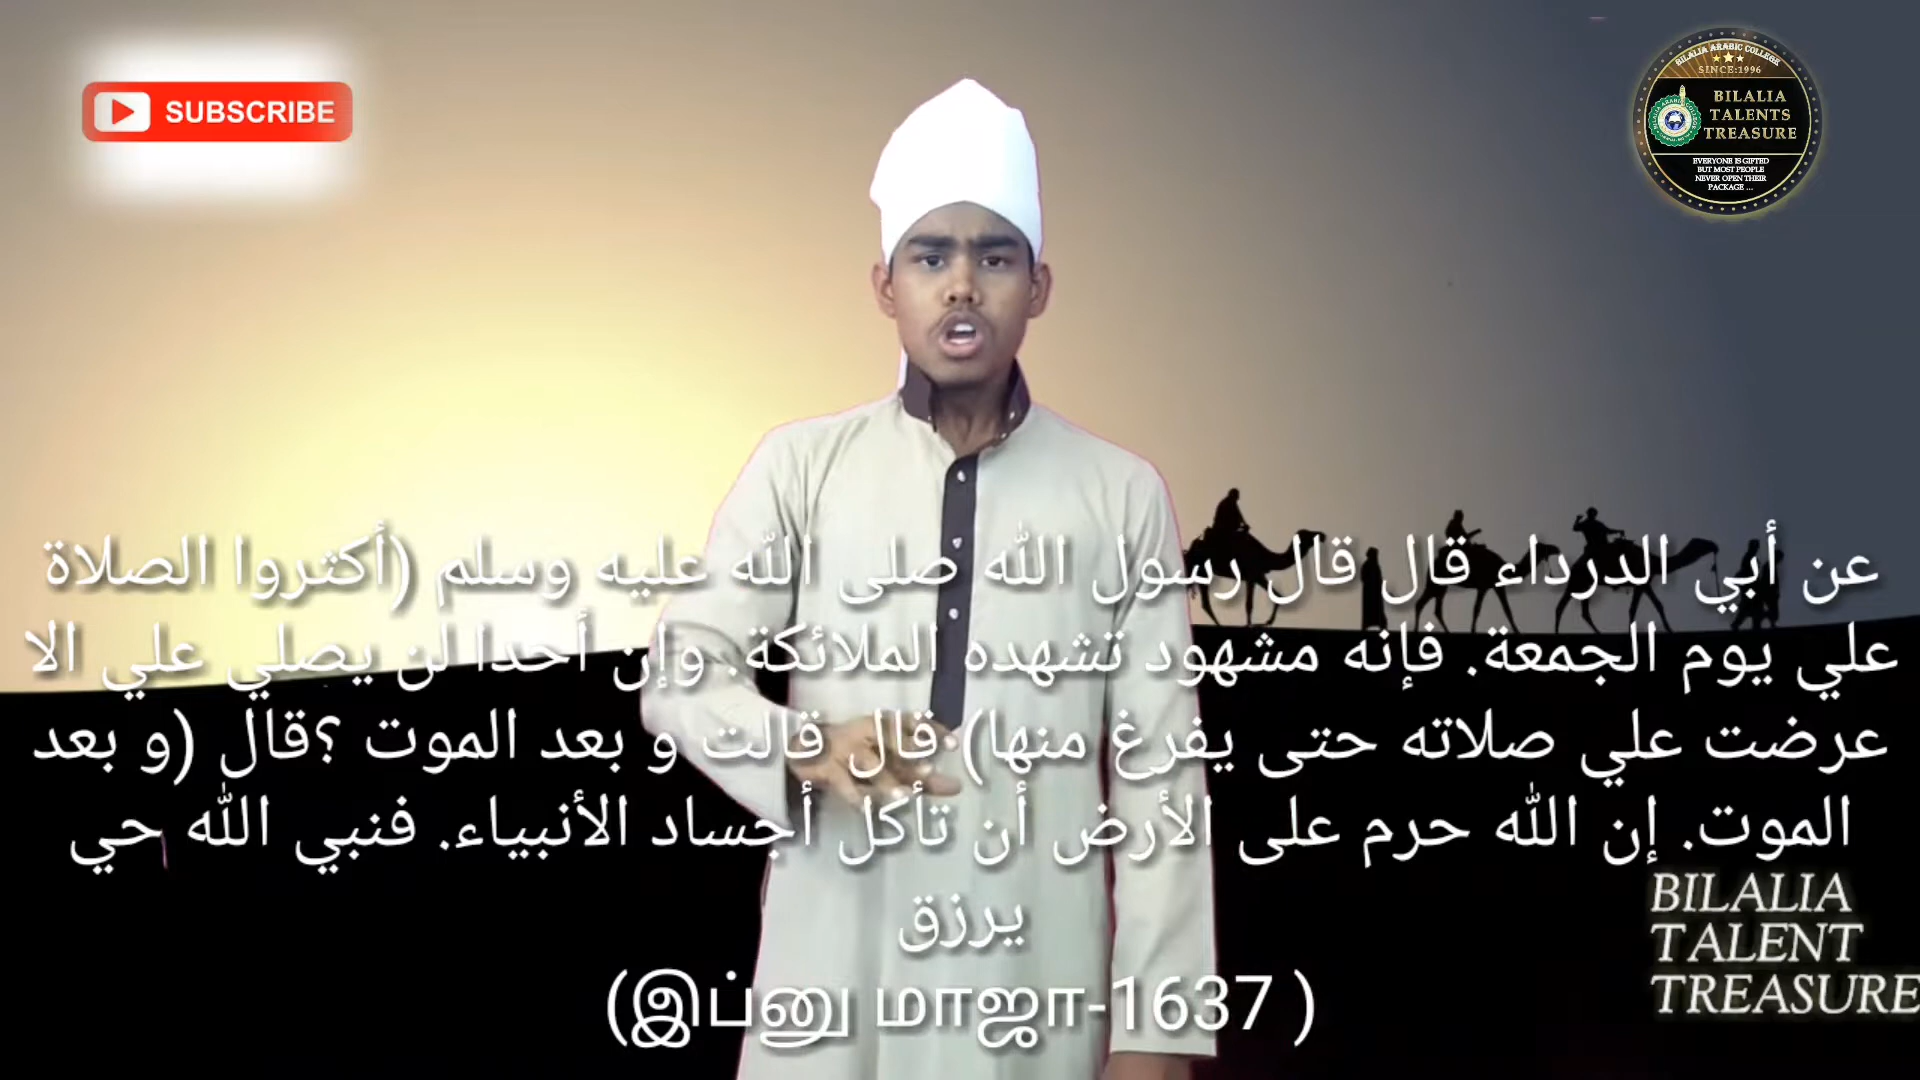 SUBSCRIBE
BILALIA ARABIC COLLEGE
SINCE:1996
BILALIA
TALENTS
TREASURE
EVERYONE IS GIFTED
BUT MOST PEOPLE
NEVER OPEN THEIR
PACKAGE ...
عن أبي الدرداء قال قال رسول الله صلى الله عليه وسلم (أكثروا الصلاة
علي يوم الجمعة. فإنه مشهود تشهده الملائكة. وإن أحدا لن يصلي علي الا
عرضت علي صلاته حتى يفرغ منها) قال قالت و بعد الموت ؟قال (و بعد
الموت. إن الله حرم على الأرض أن تأكل أجساد الأنبياء. فنبي الله حي
يرزق
(இப்னு மாஜா-1637 )
BILALIA
TALENT
TREASURE